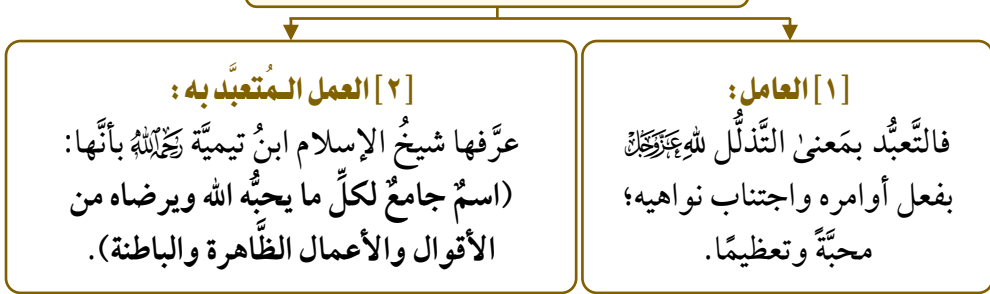 [١] العامل:
فالتَّعبُّد بمَعنىٰ التَّذلُّل للهِ عَزَّوَجَلَّ
بفعل أوامره واجتناب نواهيه؛
محبَّةً وتعظيمًا.
[٢] العمل المُتعبَّد به:
عرَّفها شيخُ الإسلام ابنُ تيميَّة رَحِمَهُ اللَّهُ بأنَّها:
(اسمٌ جامعٌ لكلِّ ما يحبُّه الله ويرضاه من
الأقوال والأعمال الظَّاهرة والباطنة).